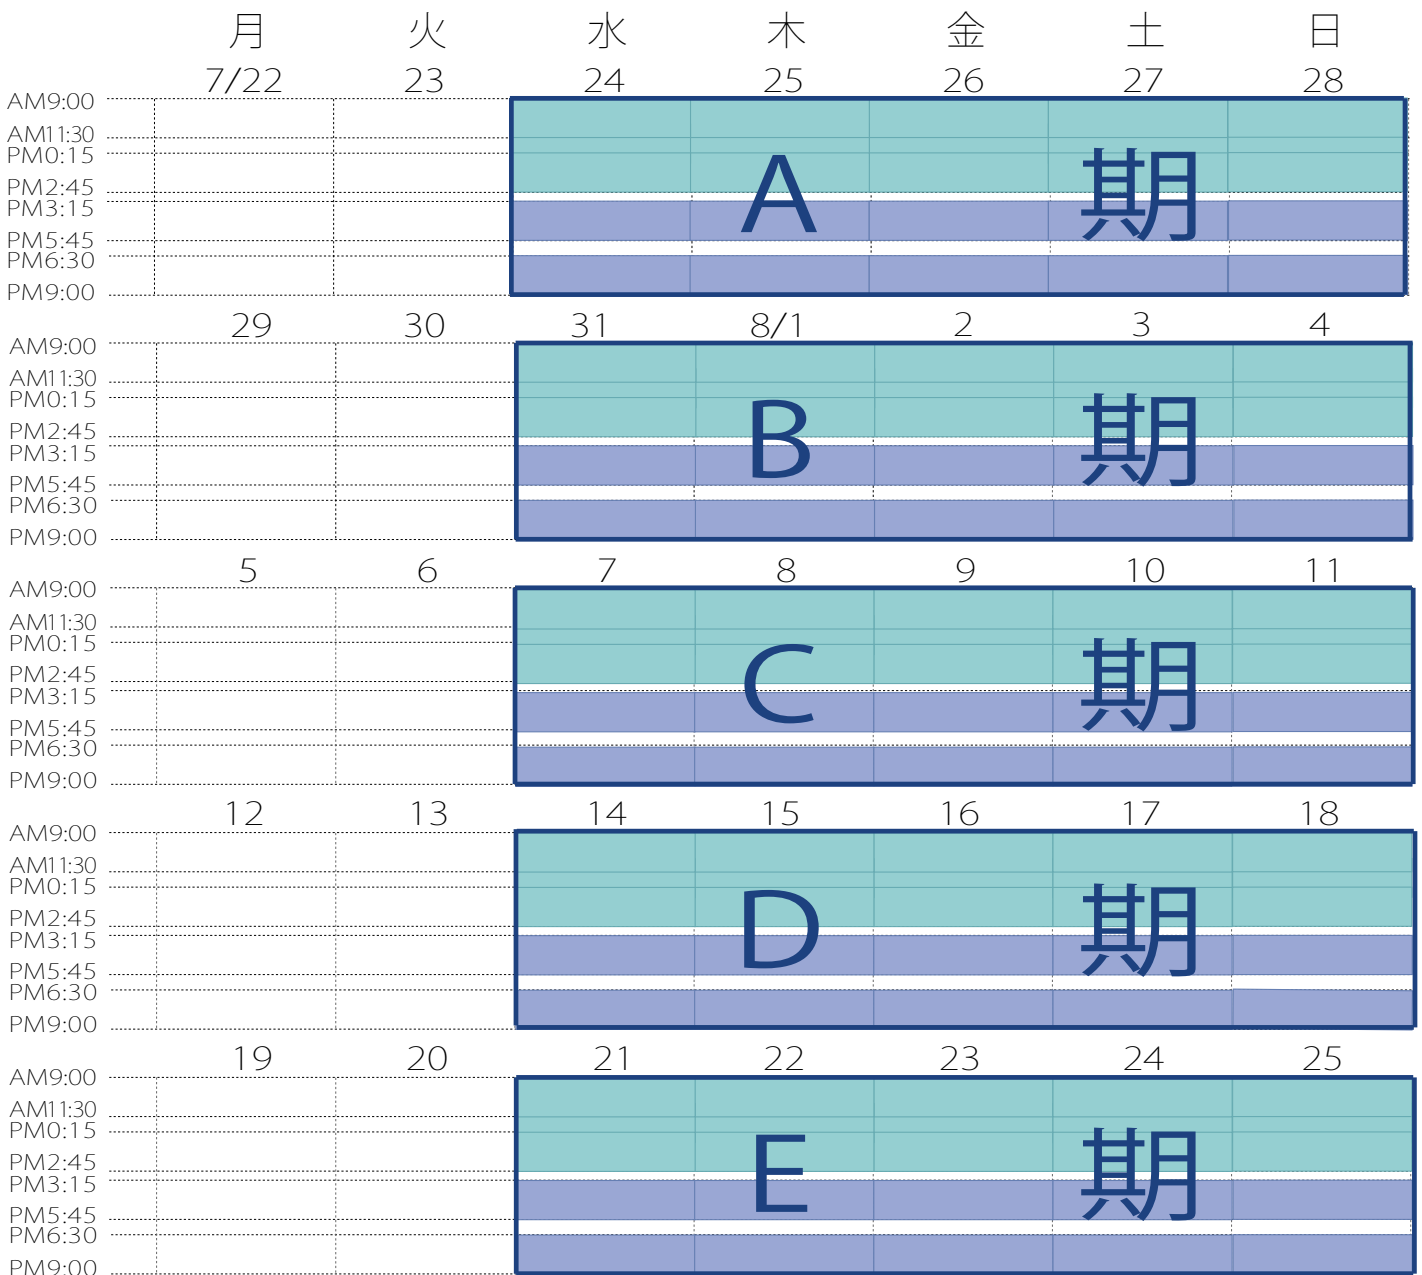 月 火 水 木 金 土 日
7/22 23 24 25 26 27 28
AM9:00
AM11:30
PM0:15
A 期
PM2:45
PM3:15
PM5:45
PM6:30
PM9:00
29 30 31 8/1 2 3 4
AM9:00
AM11:30
PM0:15
B 期
PM2:45
PM3:15
PM5:45
PM6:30
PM9:00
5 6 7 8 9 10 11
AM9:00
AM11:30
PM0:15
C 期
PM2:45
PM3:15
PM5:45
PM6:30
PM9:00
12 13 14 15 16 17 18
AM9:00
AM11:30
PM0:15
D 期
PM2:45
PM3:15
PM5:45
PM6:30
PM9:00
19 20 21 22 23 24 25
AM9:00
AM11:30
PM0:15
E 期
PM2:45
PM3:15
PM5:45
PM6:30
PM9:00